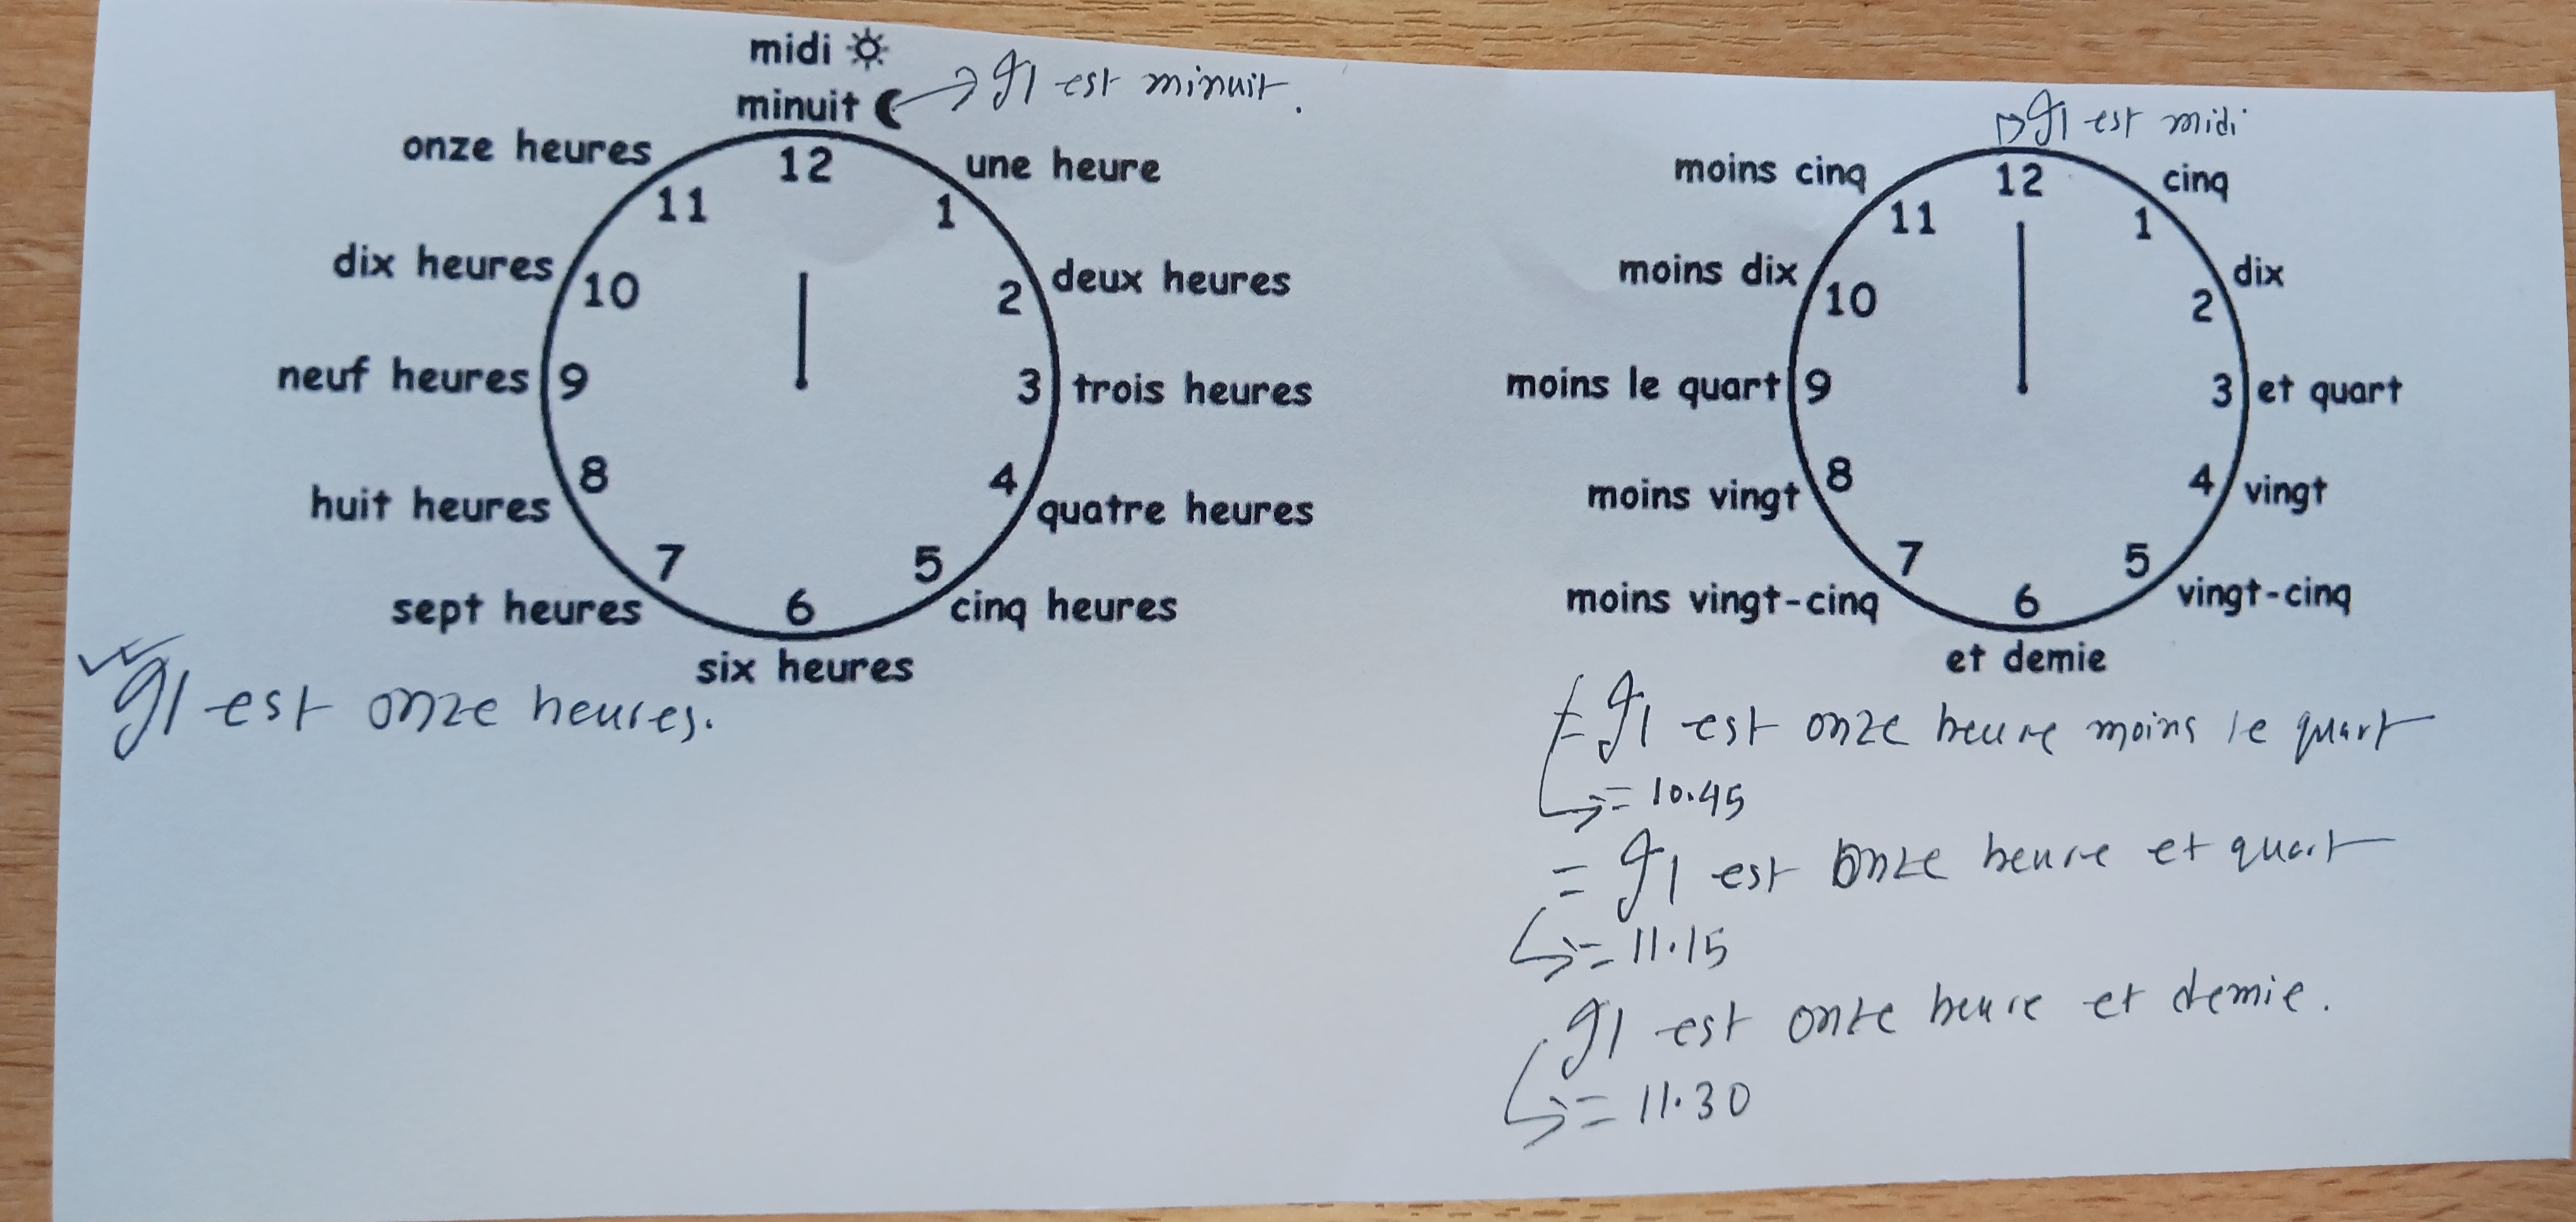 midi
minuit
Il est minuit.
onze heures
12
une heure
11
1
dix heures
10
2
deux heures
neuf heures
9
3
trois heures
huit heures
8
4
quatre heures
sept heures
7
5
cinq heures
6
six heures
Il est onze heures.
Il est midi
moins cinq
12
cinq
11
1
moins dix
10
2
dix
moins le quart
9
3
et quart
moins vingt
8
4
vingt
moins vingt-cinq
7
5
vingt-cinq
6
et demie
= Il est onze heure moins le quart
= 10.45
= Il est onze heure et quart
= 11.15
Il est onze heure et demie.
= 11.30